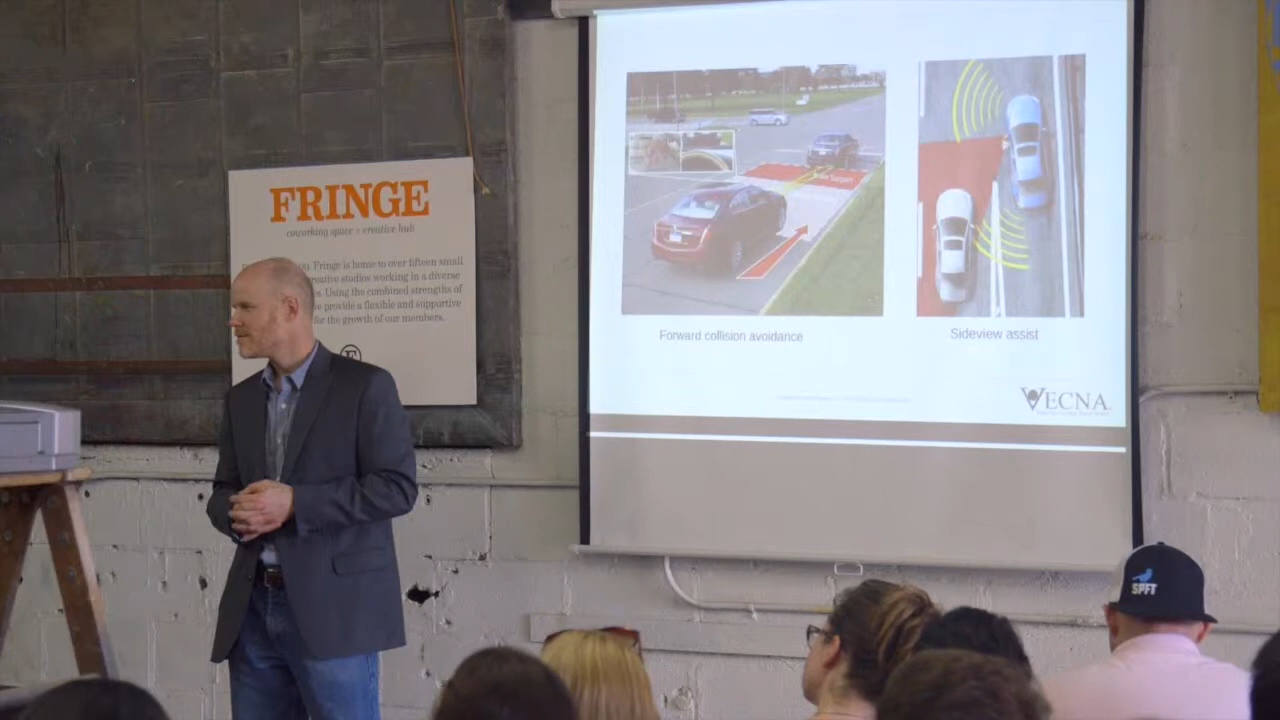 FRINGE
coworking space + creative hub
Fringe is home to over fifteen small
creative studios working in a diverse
Using the combined strengths of
we provide a flexible and supportive
for the growth of our members.
Forward collision avoidance
Sideview assist
VECNA
SPFT